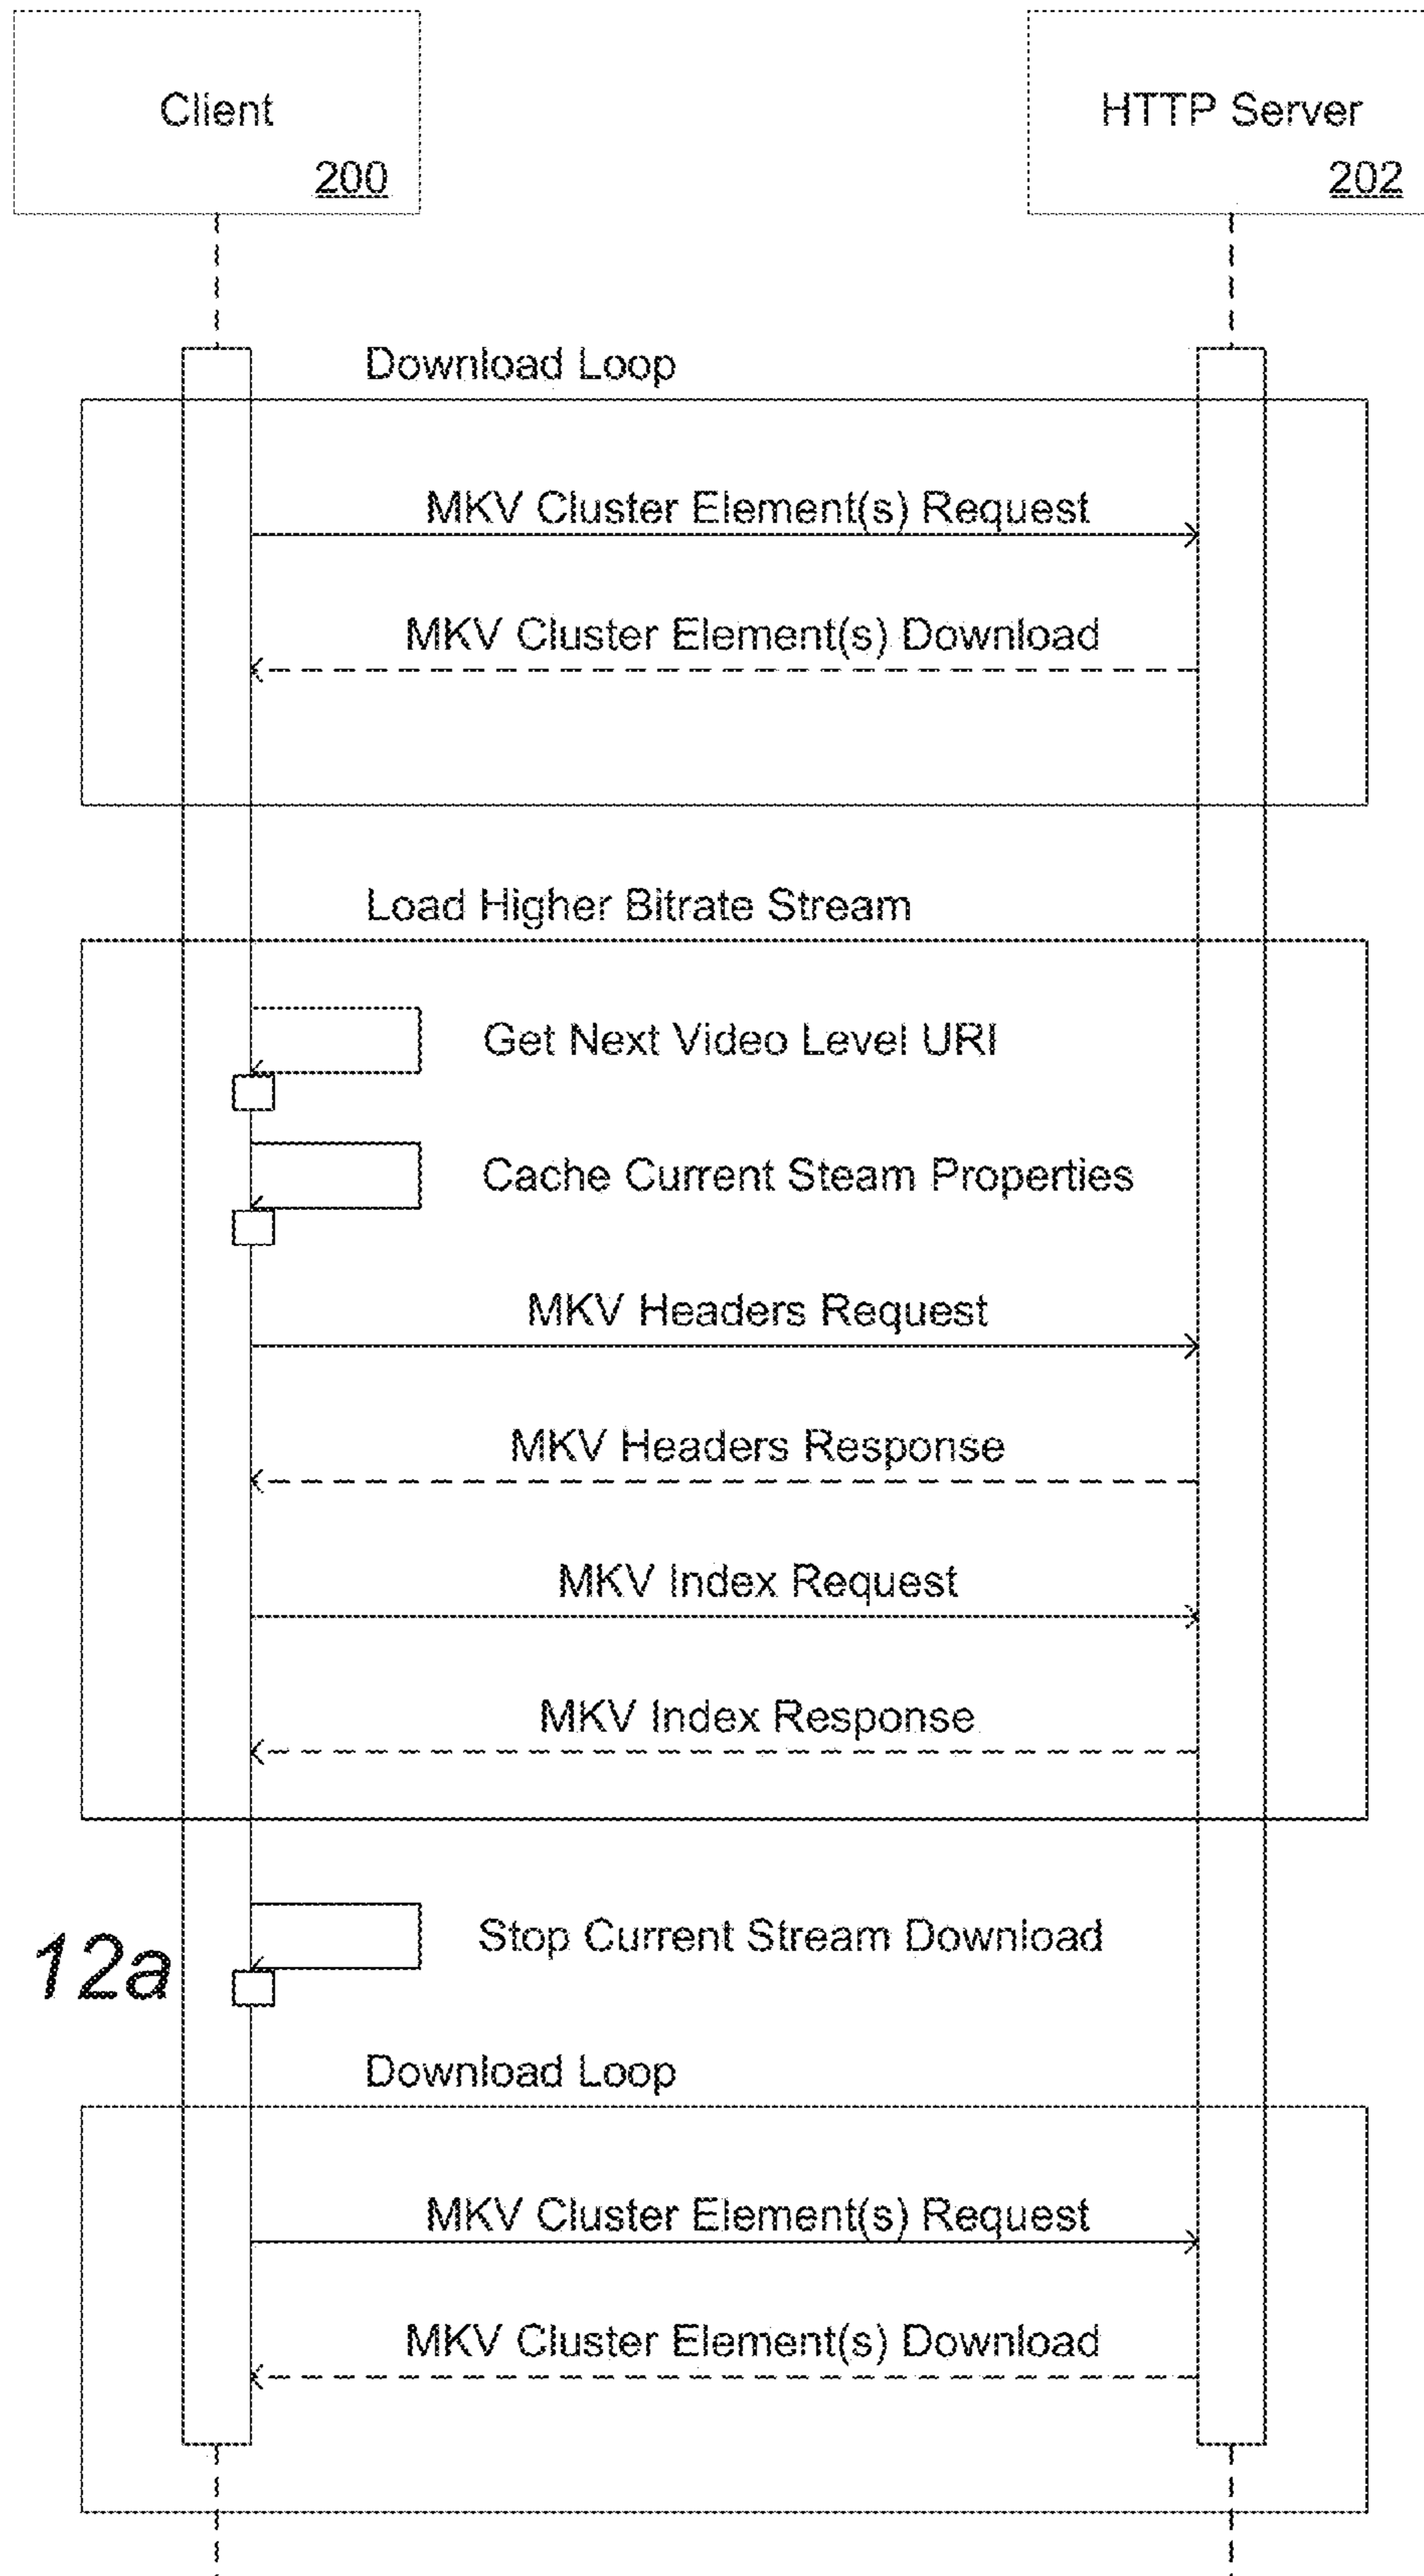 Client
200
HTTP Server
202
Download Loop
MKV Cluster Element(s) Request
MKV Cluster Element(s) Download
Load Higher Bitrate Stream
Get Next Video Level URI
Cache Current Steam Properties
MKV Headers Request
MKV Headers Response
MKV Index Request
MKV Index Response
Stop Current Stream Download
12a
Download Loop
MKV Cluster Element(s) Request
MKV Cluster Element(s) Download